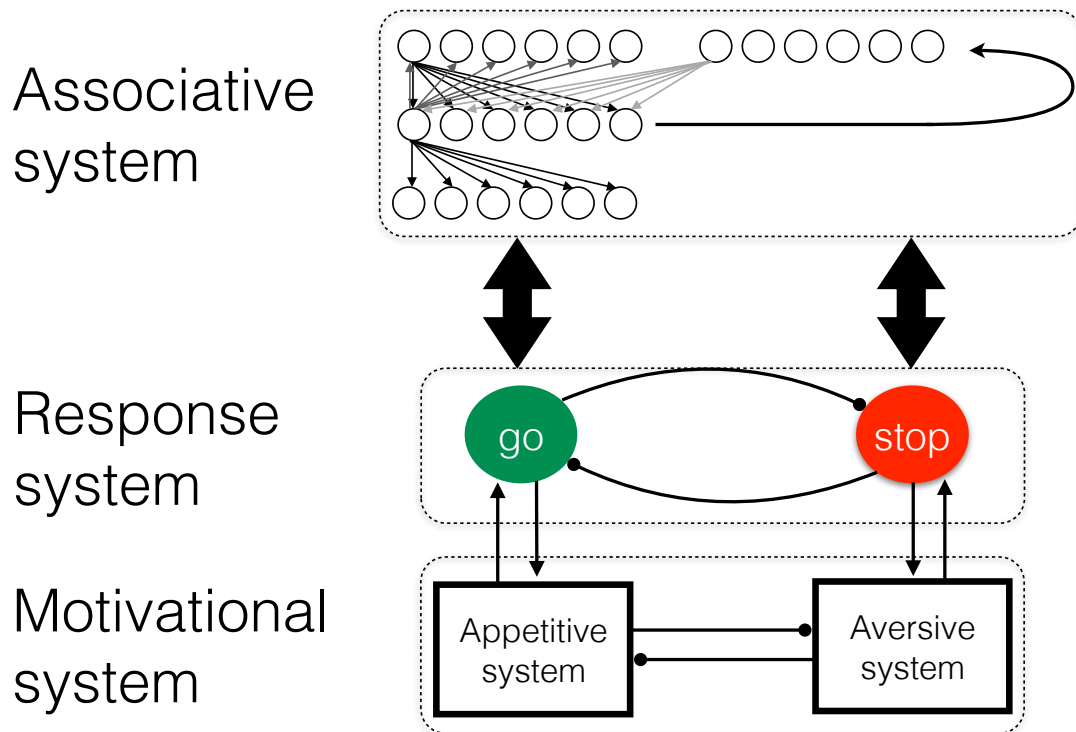 Associative
system
Response
system
go
stop
Motivational
system
Appetitive
system
Aversive
system